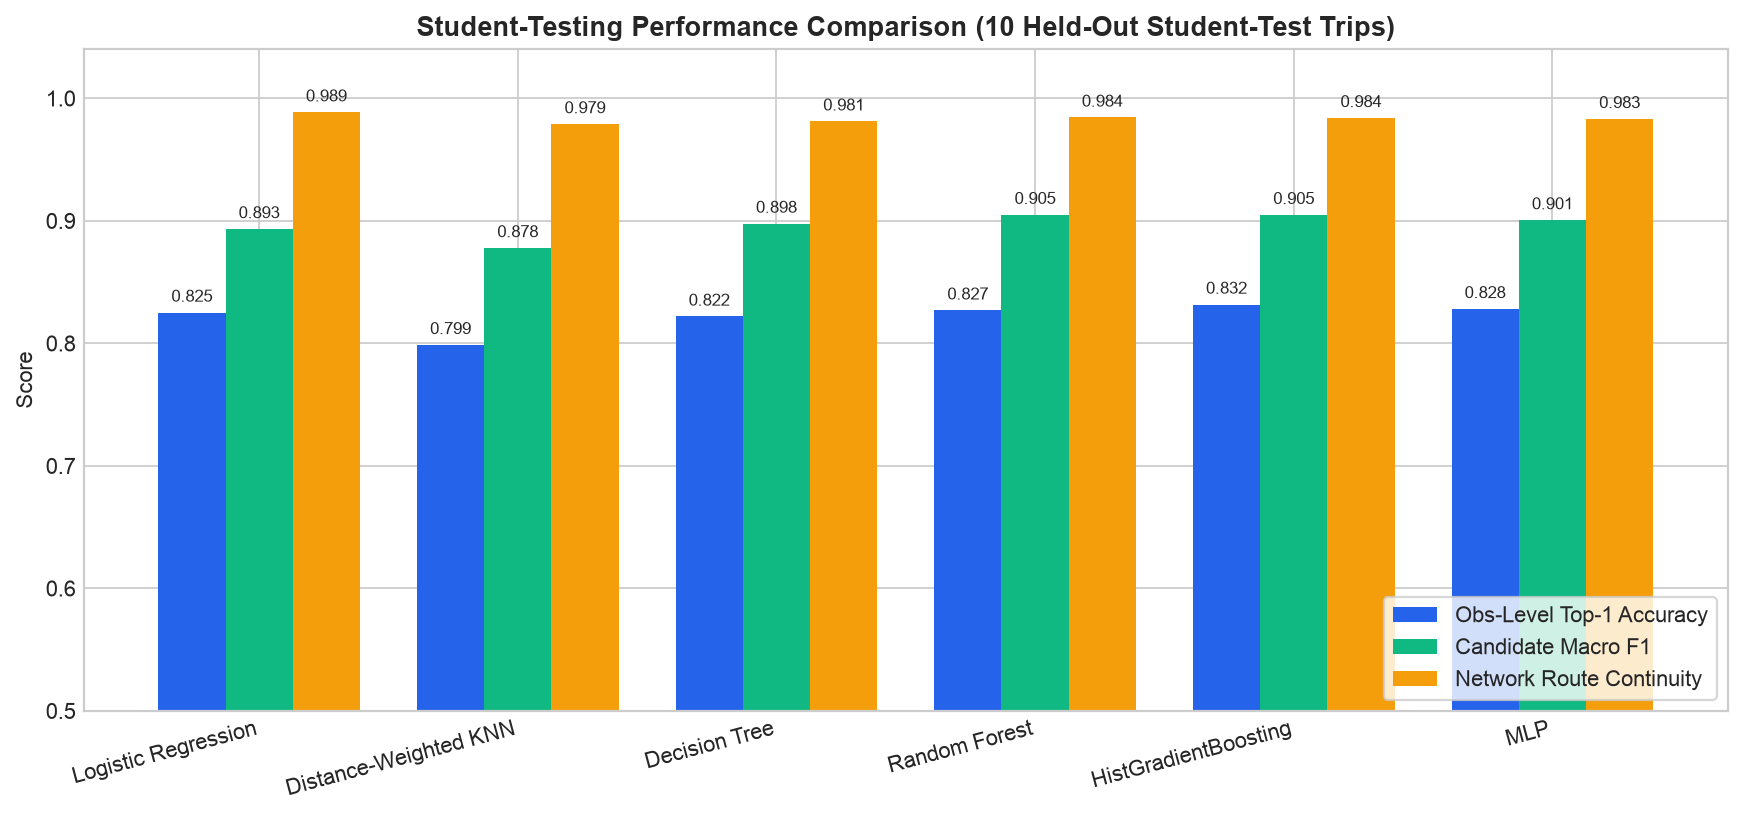 Student-Testing Performance Comparison (10 Held-Out Student-Test Trips)
Score
1.0
0.9
0.8
0.7
0.6
0.5
0.825
0.893
0.989
0.799
0.878
0.979
0.822
0.898
0.981
0.827
0.905
0.984
0.832
0.905
0.984
0.828
0.901
0.983
Obs-Level Top-1 Accuracy
Candidate Macro F1
Network Route Continuity
Logistic Regression
Distance-Weighted KNN
Decision Tree
Random Forest
HistGradientBoosting
MLP